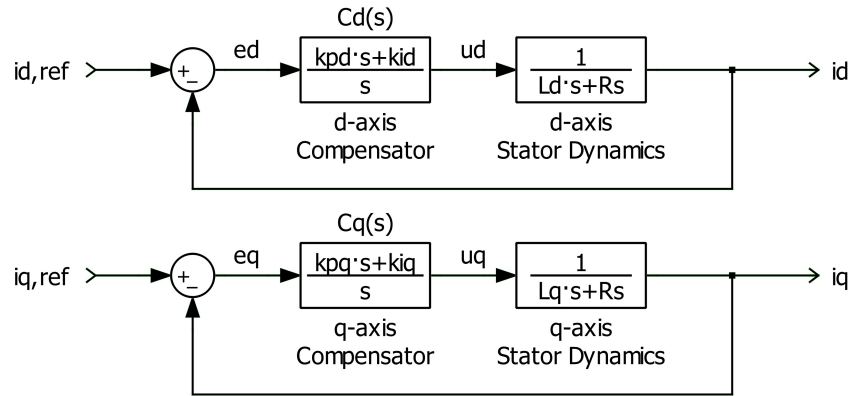 Cd(s)
id,ref
+
−
ed
kpd·s+kid
s
ud
1
Ld·s+Rs
id
d-axis
Compensator
d-axis
Stator Dynamics
Cq(s)
iq,ref
+
−
eq
kpq·s+kiq
s
uq
1
Lq·s+Rs
iq
q-axis
Compensator
q-axis
Stator Dynamics